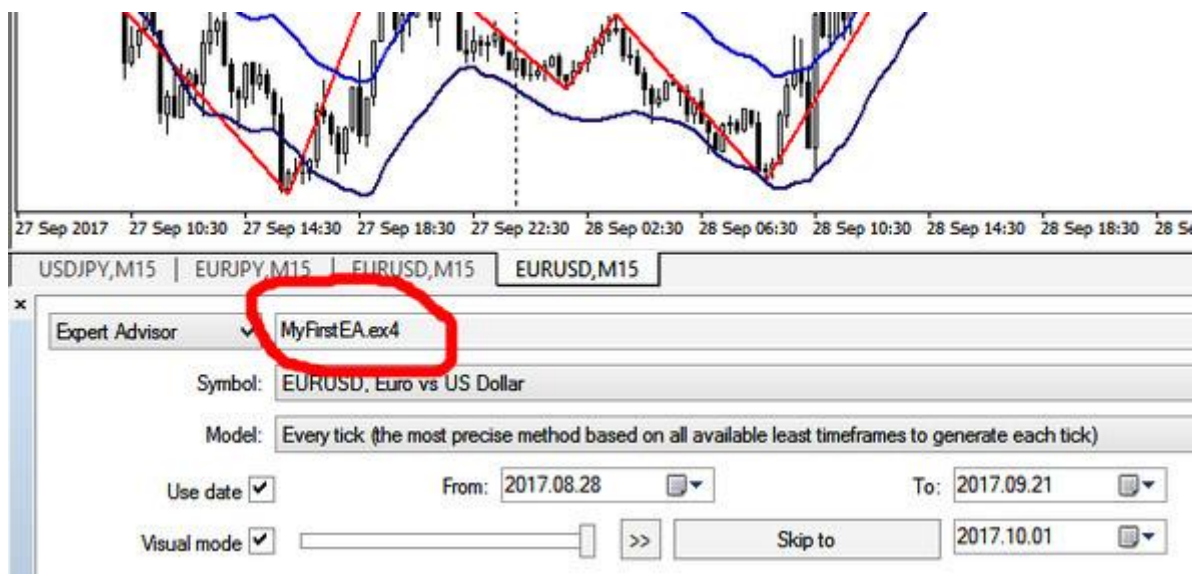 27 Sep 2017 27 Sep 10:30 27 Sep 14:30 27 Sep 18:30 27 Sep 22:30 28 Sep 02:30 28 Sep 06:30 28 Sep 10:30 28 Sep 14:30 28 Sep 18:30 28 Se
USDJPY,M15 | EURJPY,M15 | EURUSD,M15 EURUSD,M15
×
Expert Advisor MyFirstEA.ex4
Symbol: EURUSD, Euro vs US Dollar
Model: Every tick (the most precise method based on all available least timeframes to generate each tick)
Use date From: 2017.08.28 To: 2017.09.21
Visual mode >> Skip to 2017.10.01